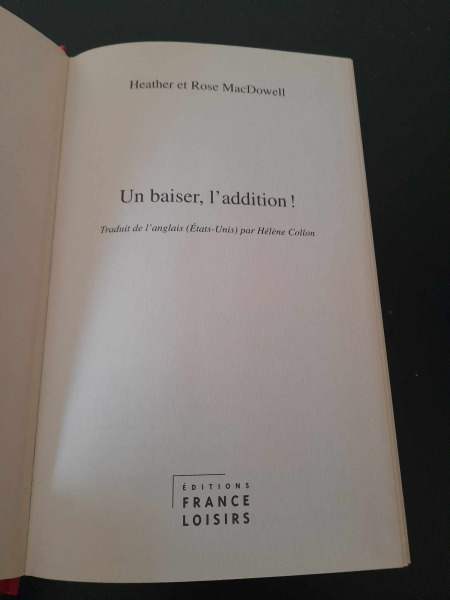 Heather et Rose MacDowell
Un baiser, l'addition !
Traduit de l'anglais (États-Unis) par Hélène Collon
ÉDITIONS
FRANCE
LOISIRS